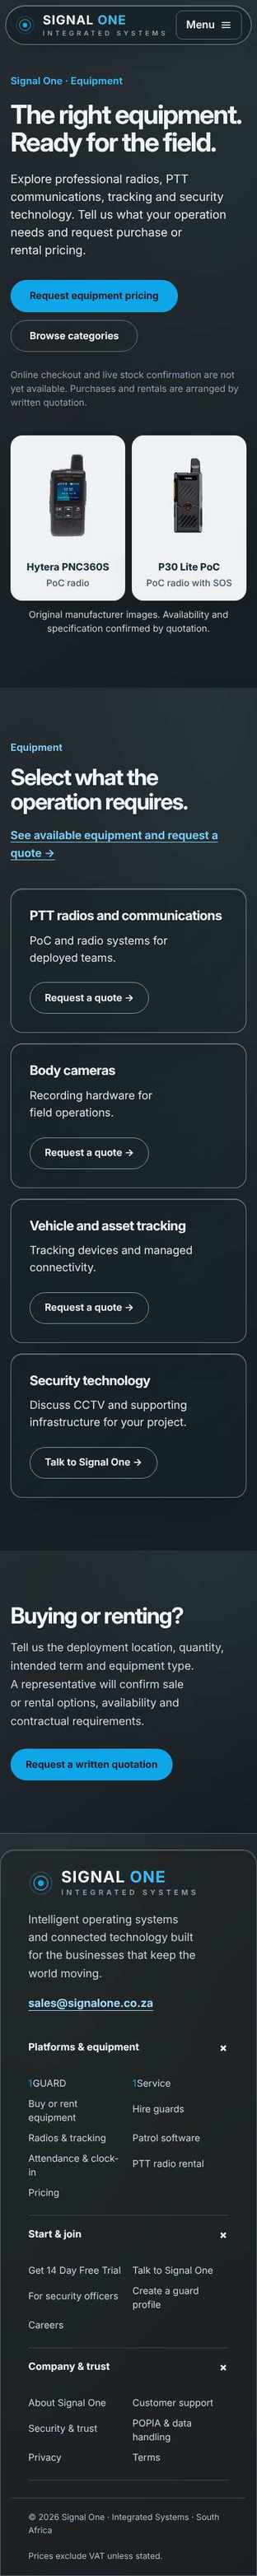 SIGNAL ONE
INTEGRATED SYSTEMS
Menu
Signal One · Equipment
The right equipment.
Ready for the field.
Explore professional radios, PTT
communications, tracking and security
technology. Tell us what your operation
needs and request purchase or
rental pricing.
Request equipment pricing
Browse categories
Online checkout and live stock confirmation are not
yet available. Purchases and rentals are arranged by
written quotation.
Hytera PNC360S
PoC radio
P30 Lite PoC
PoC radio with SOS
Original manufacturer images. Availability and
specification confirmed by quotation.
Equipment
Select what the
operation requires.
See available equipment and request a
quote →
PTT radios and communications
PoC and radio systems for
deployed teams.
Request a quote →
Body cameras
Recording hardware for
field operations.
Request a quote →
Vehicle and asset tracking
Tracking devices and managed
connectivity.
Request a quote →
Security technology
Discuss CCTV and supporting
infrastructure for your project.
Talk to Signal One →
Buying or renting?
Tell us the deployment location, quantity,
intended term and equipment type.
A representative will confirm sale
or rental options, availability and
contractual requirements.
Request a written quotation
SIGNAL ONE
INTEGRATED SYSTEMS
Intelligent operating systems
and connected technology built
for the businesses that keep the
world moving.
sales@signalone.co.za
Platforms & equipment ×
1GUARD
1Service
Buy or rent
equipment
Hire guards
Radios & tracking
Patrol software
Attendance & clock-
in
PTT radio rental
Pricing
Start & join ×
Get 14 Day Free Trial
Talk to Signal One
For security officers
Create a guard
profile
Careers
Company & trust ×
About Signal One
Customer support
Security & trust
POPIA & data
handling
Privacy
Terms
© 2026 Signal One · Integrated Systems · South
Africa
Prices exclude VAT unless stated.